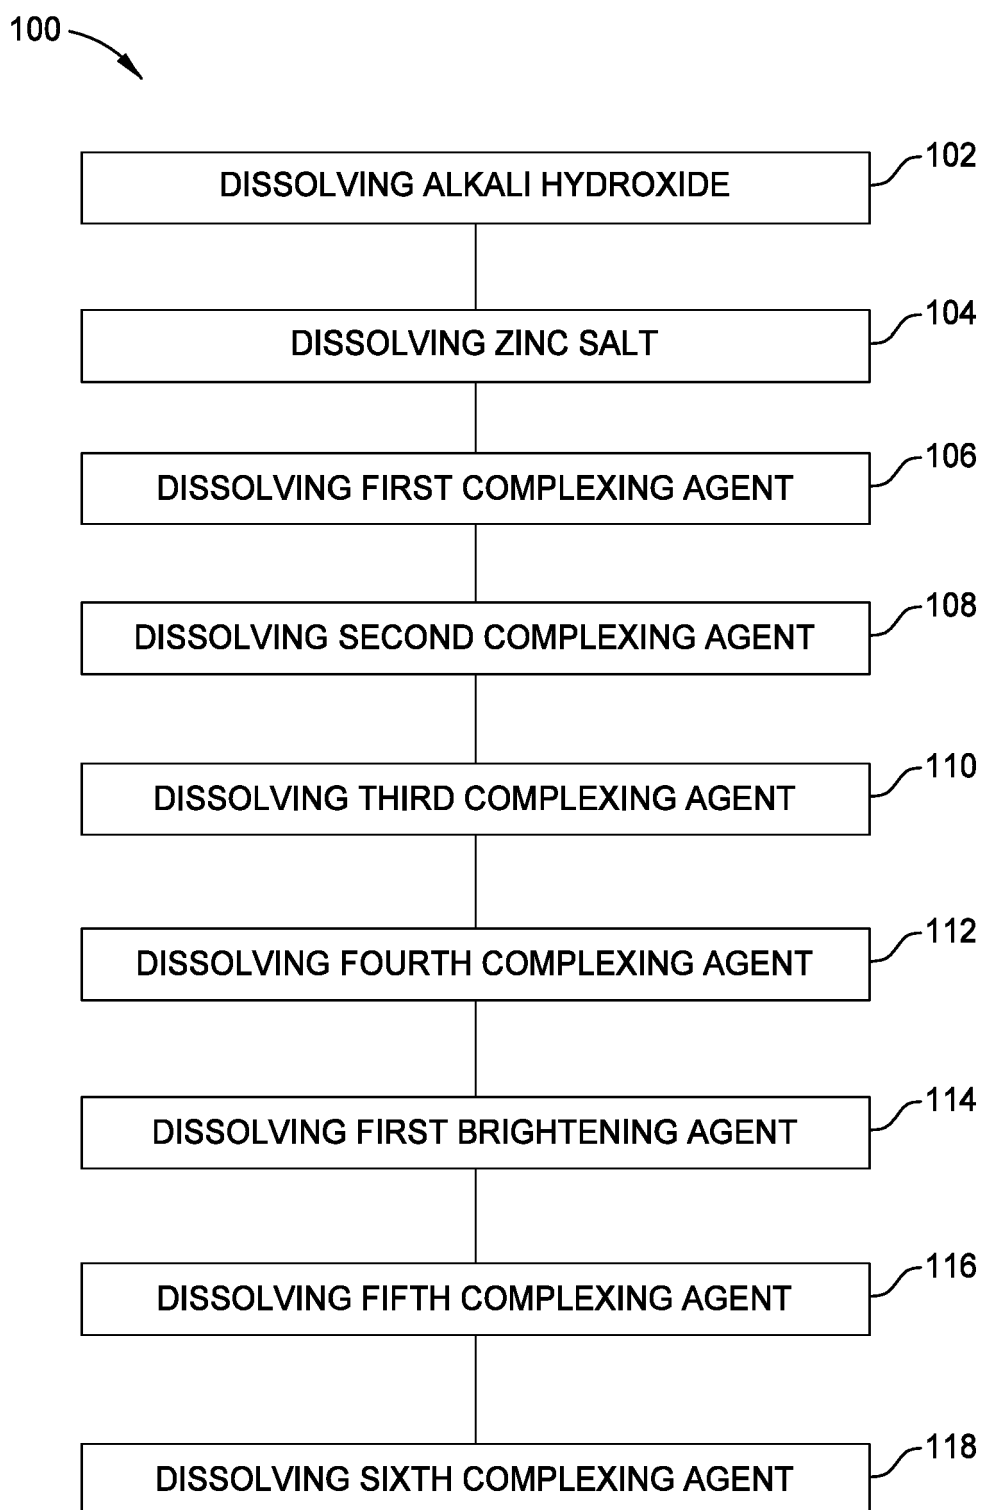 100
DISSOLVING ALKALI HYDROXIDE
102
DISSOLVING ZINC SALT
104
DISSOLVING FIRST COMPLEXING AGENT
106
DISSOLVING SECOND COMPLEXING AGENT
108
DISSOLVING THIRD COMPLEXING AGENT
110
DISSOLVING FOURTH COMPLEXING AGENT
112
DISSOLVING FIRST BRIGHTENING AGENT
114
DISSOLVING FIFTH COMPLEXING AGENT
116
DISSOLVING SIXTH COMPLEXING AGENT
118